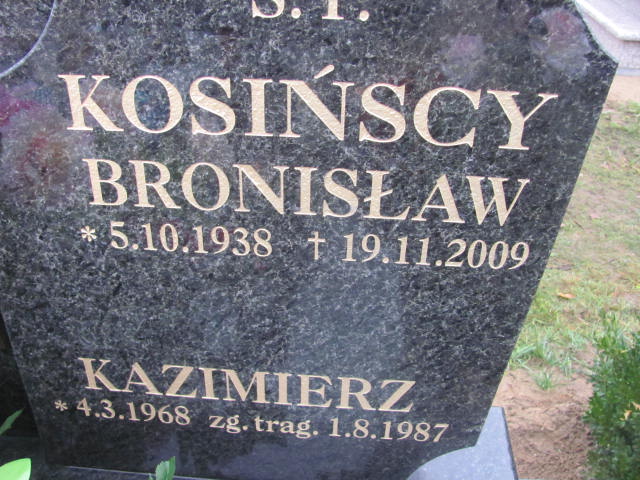 Ś. P.
KOSIŃSCY
BRONISŁAW
* 5.10.1938 † 19.11.2009
KAZIMIERZ
* 4.3.1968 zg. trag. 1.8.1987